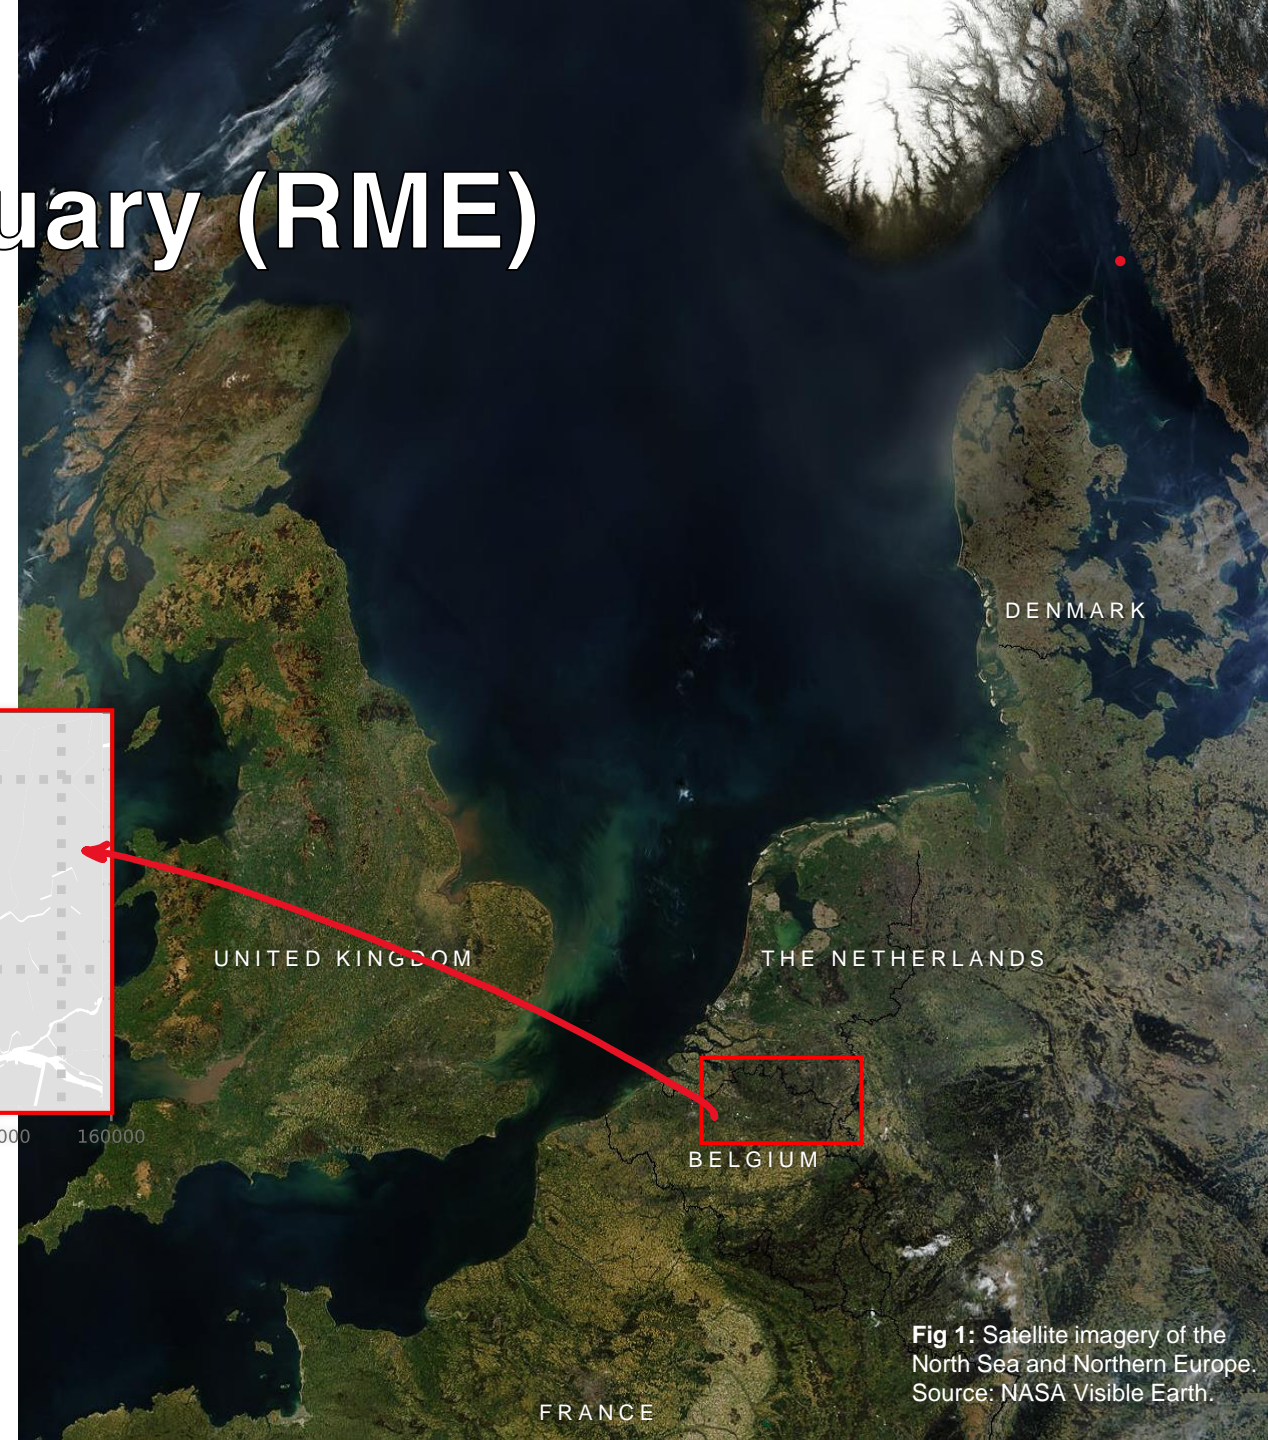 uary (RME)
DENMARK
UNITED KINGDOM
THE NETHERLANDS
000
160000
BELGIUM
Fig 1: Satellite imagery of the
North Sea and Northern Europe.
Source: NASA Visible Earth.
FRANCE